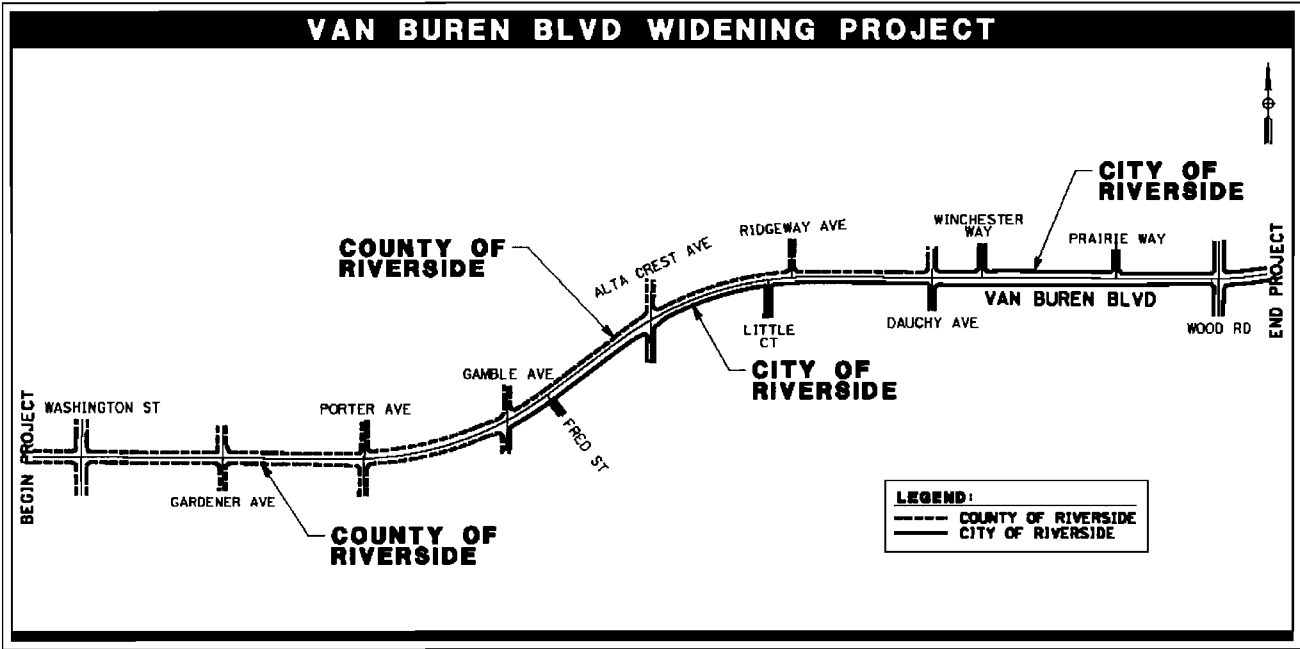 VAN BUREN BLVD WIDENING PROJECT
CITY OF
RIVERSIDE
COUNTY OF
RIVERSIDE
ALTA CREST AVE
RIDGEWAY AVE
WINCHESTER
WAY
PRAIRIE WAY
END PROJECT
VAN BUREN BLVD
LITTLE
CT
DAUCHY AVE
WOOD RD
CITY OF
RIVERSIDE
GAMBLE AVE
FRED ST
BEGIN PROJECT
WASHINGTON ST
PORTER AVE
GARDENER AVE
COUNTY OF
RIVERSIDE
LEGEND:
COUNTY OF RIVERSIDE
CITY OF RIVERSIDE